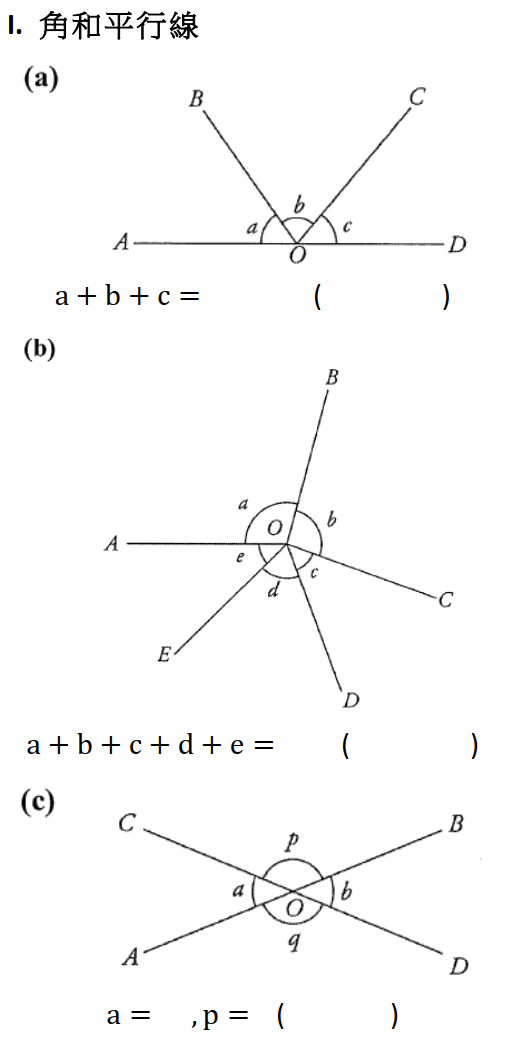 I. 角和平行線
(a)
B C
b
a c
A O D
a + b + c = ( )
(b)
B
a
O b
A
e c
d C
E
D
a + b + c + d + e = ( )
(c)
C B
p
a b
O
q
A D
a = , p = ( )